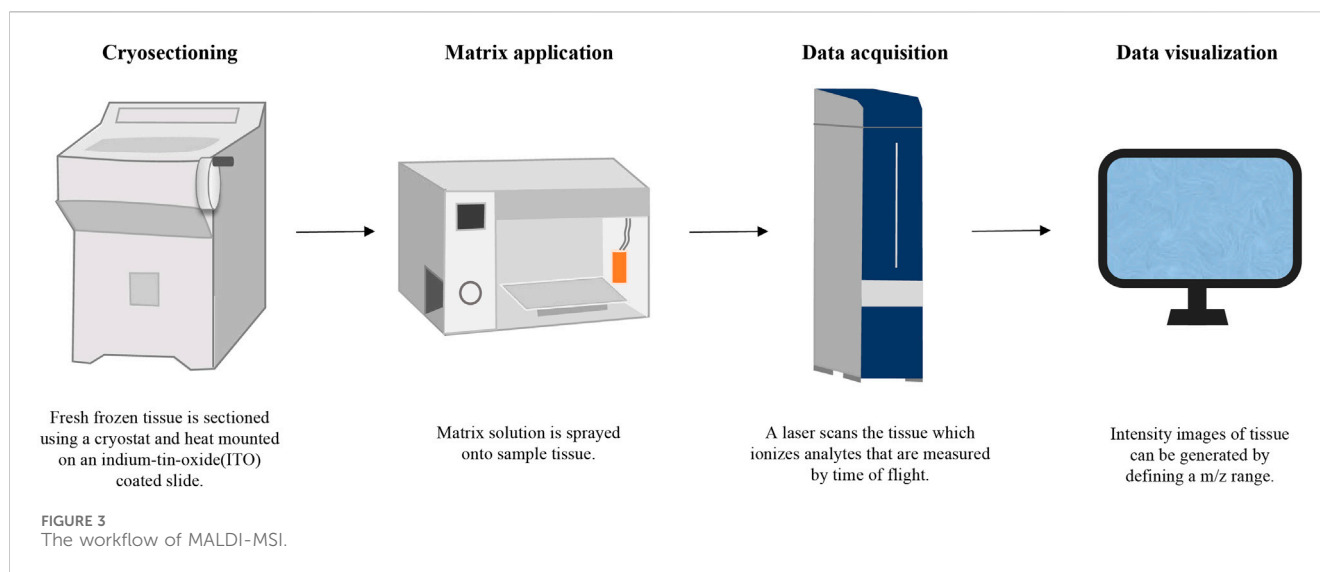 Cryosectioning
Matrix application
Data acquisition
Data visualization
Fresh frozen tissue is sectioned
using a cryostat and heat mounted
on an indium-tin-oxide(ITO)
coated slide.
Matrix solution is sprayed
onto sample tissue.
A laser scans the tissue which
ionizes analytes that are measured
by time of flight.
Intensity images of tissue
can be generated by
defining a m/z range.
FIGURE 3
The workflow of MALDI-MSI.